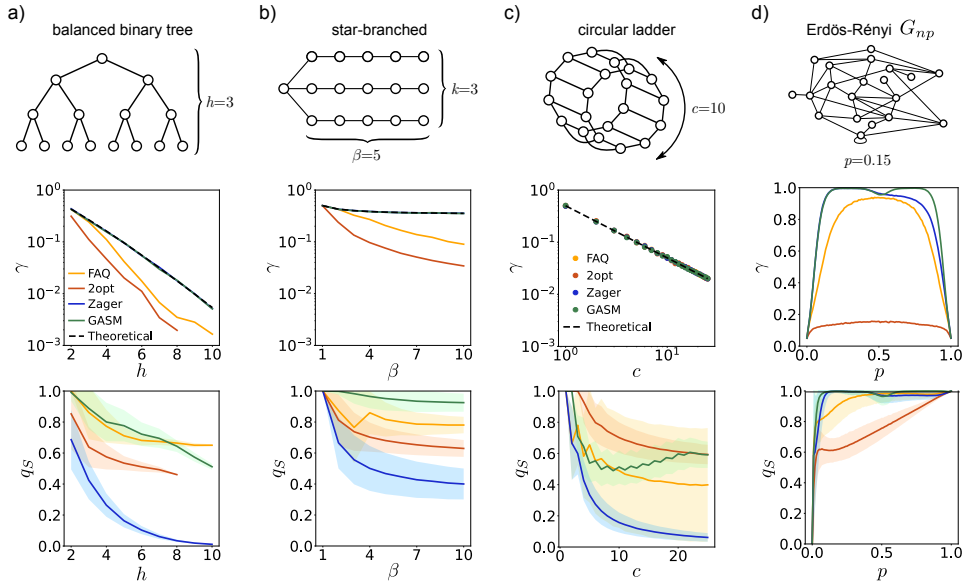 a)
balanced binary tree
h=3
b)
star-branched
k=3
β=5
c)
circular ladder
c=10
d)
Erdös-Rényi G_{np}
p=0.15
10^0
10^{-1}
10^{-2}
10^{-3}
γ
FAQ
2opt
Zager
GASM
Theoretical
2 4 6 8 10
h
10^0
10^{-1}
10^{-2}
10^{-3}
γ
1 4 7 10
β
10^0
10^{-1}
10^{-2}
10^{-3}
γ
FAQ
2opt
Zager
GASM
Theoretical
10^0 10^1
c
1.0
0.8
0.6
0.4
0.2
0.0
γ
0.0 0.5 1.0
p
1.0
0.8
0.6
0.4
0.2
0.0
q_S
2 4 6 8 10
h
1.0
0.8
0.6
0.4
0.2
0.0
q_S
1 4 7 10
β
1.0
0.8
0.6
0.4
0.2
0.0
q_S
0 10 20
c
1.0
0.8
0.6
0.4
0.2
0.0
q_S
0.0 0.5 1.0
p